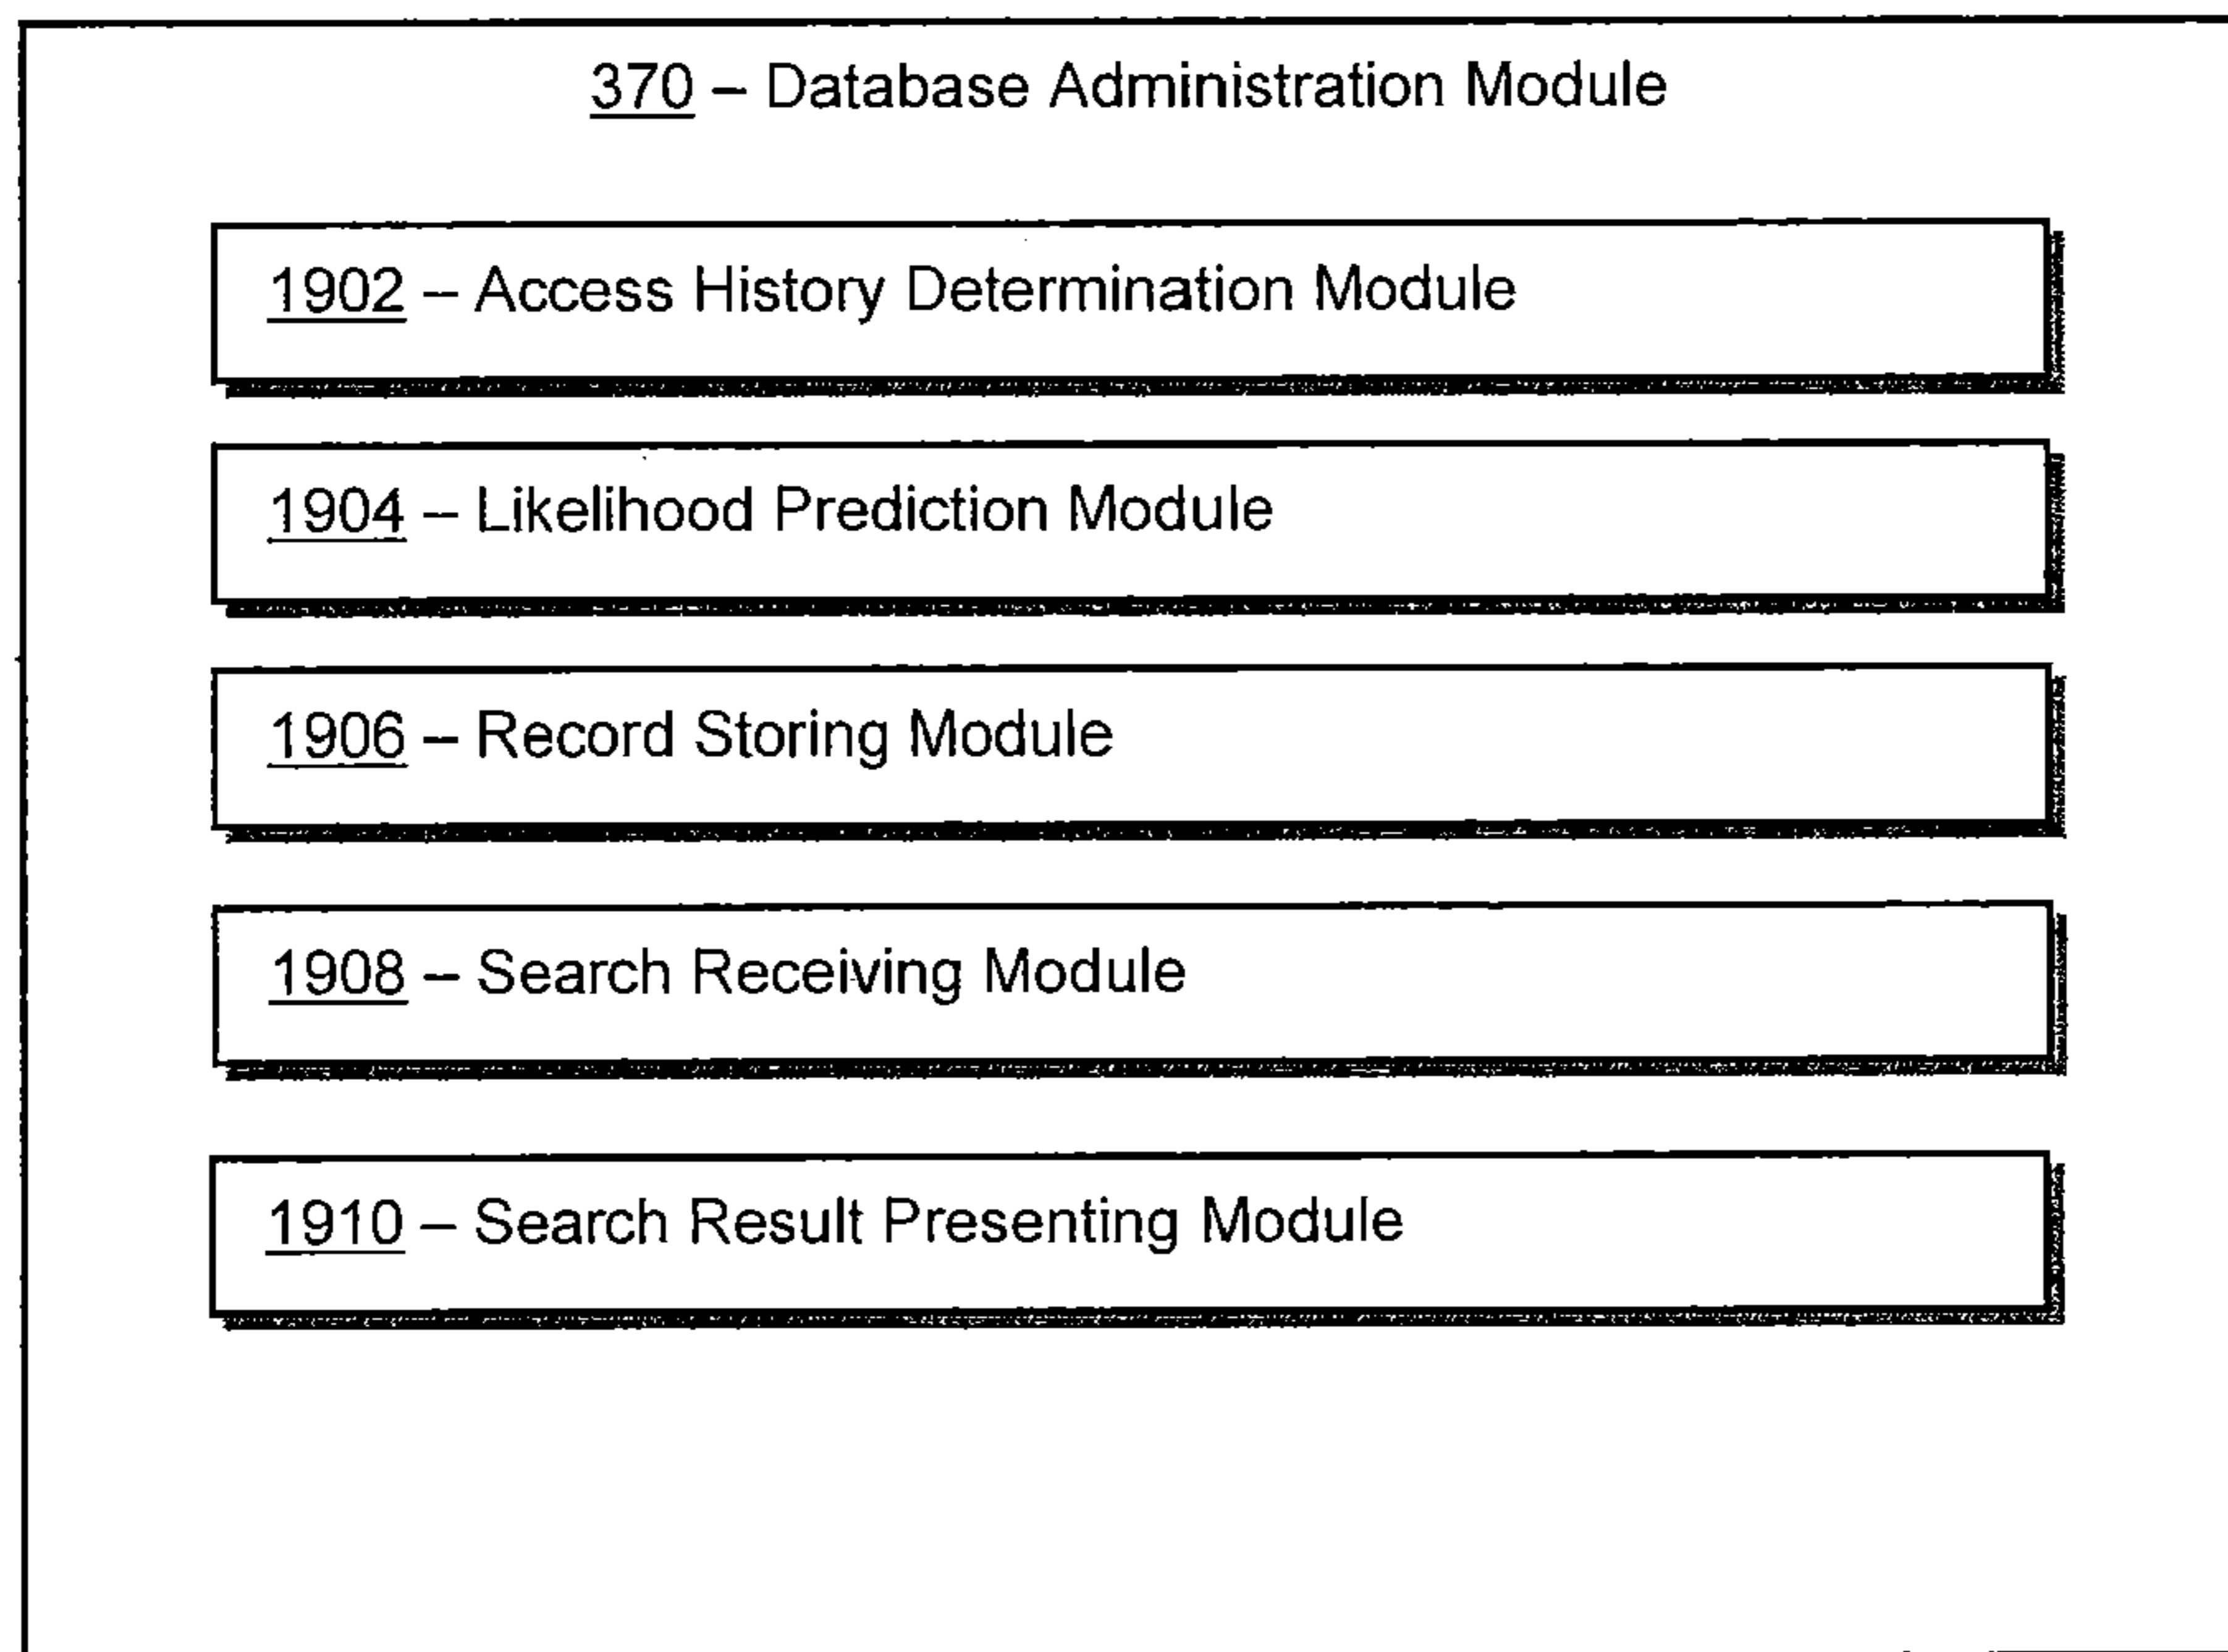 370 – Database Administration Module
1902 – Access History Determination Module
1904 – Likelihood Prediction Module
1906 – Record Storing Module
1908 – Search Receiving Module
1910 – Search Result Presenting Module